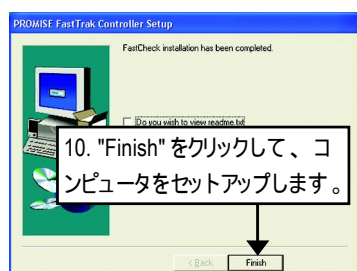 PROMISE FastTrak Controller Setup
FastCheck installation has been completed.
Do you wish to view readme.txt
10. "Finish" をクリックして、コ
ンピュータをセットアップします。
< Back
Finish